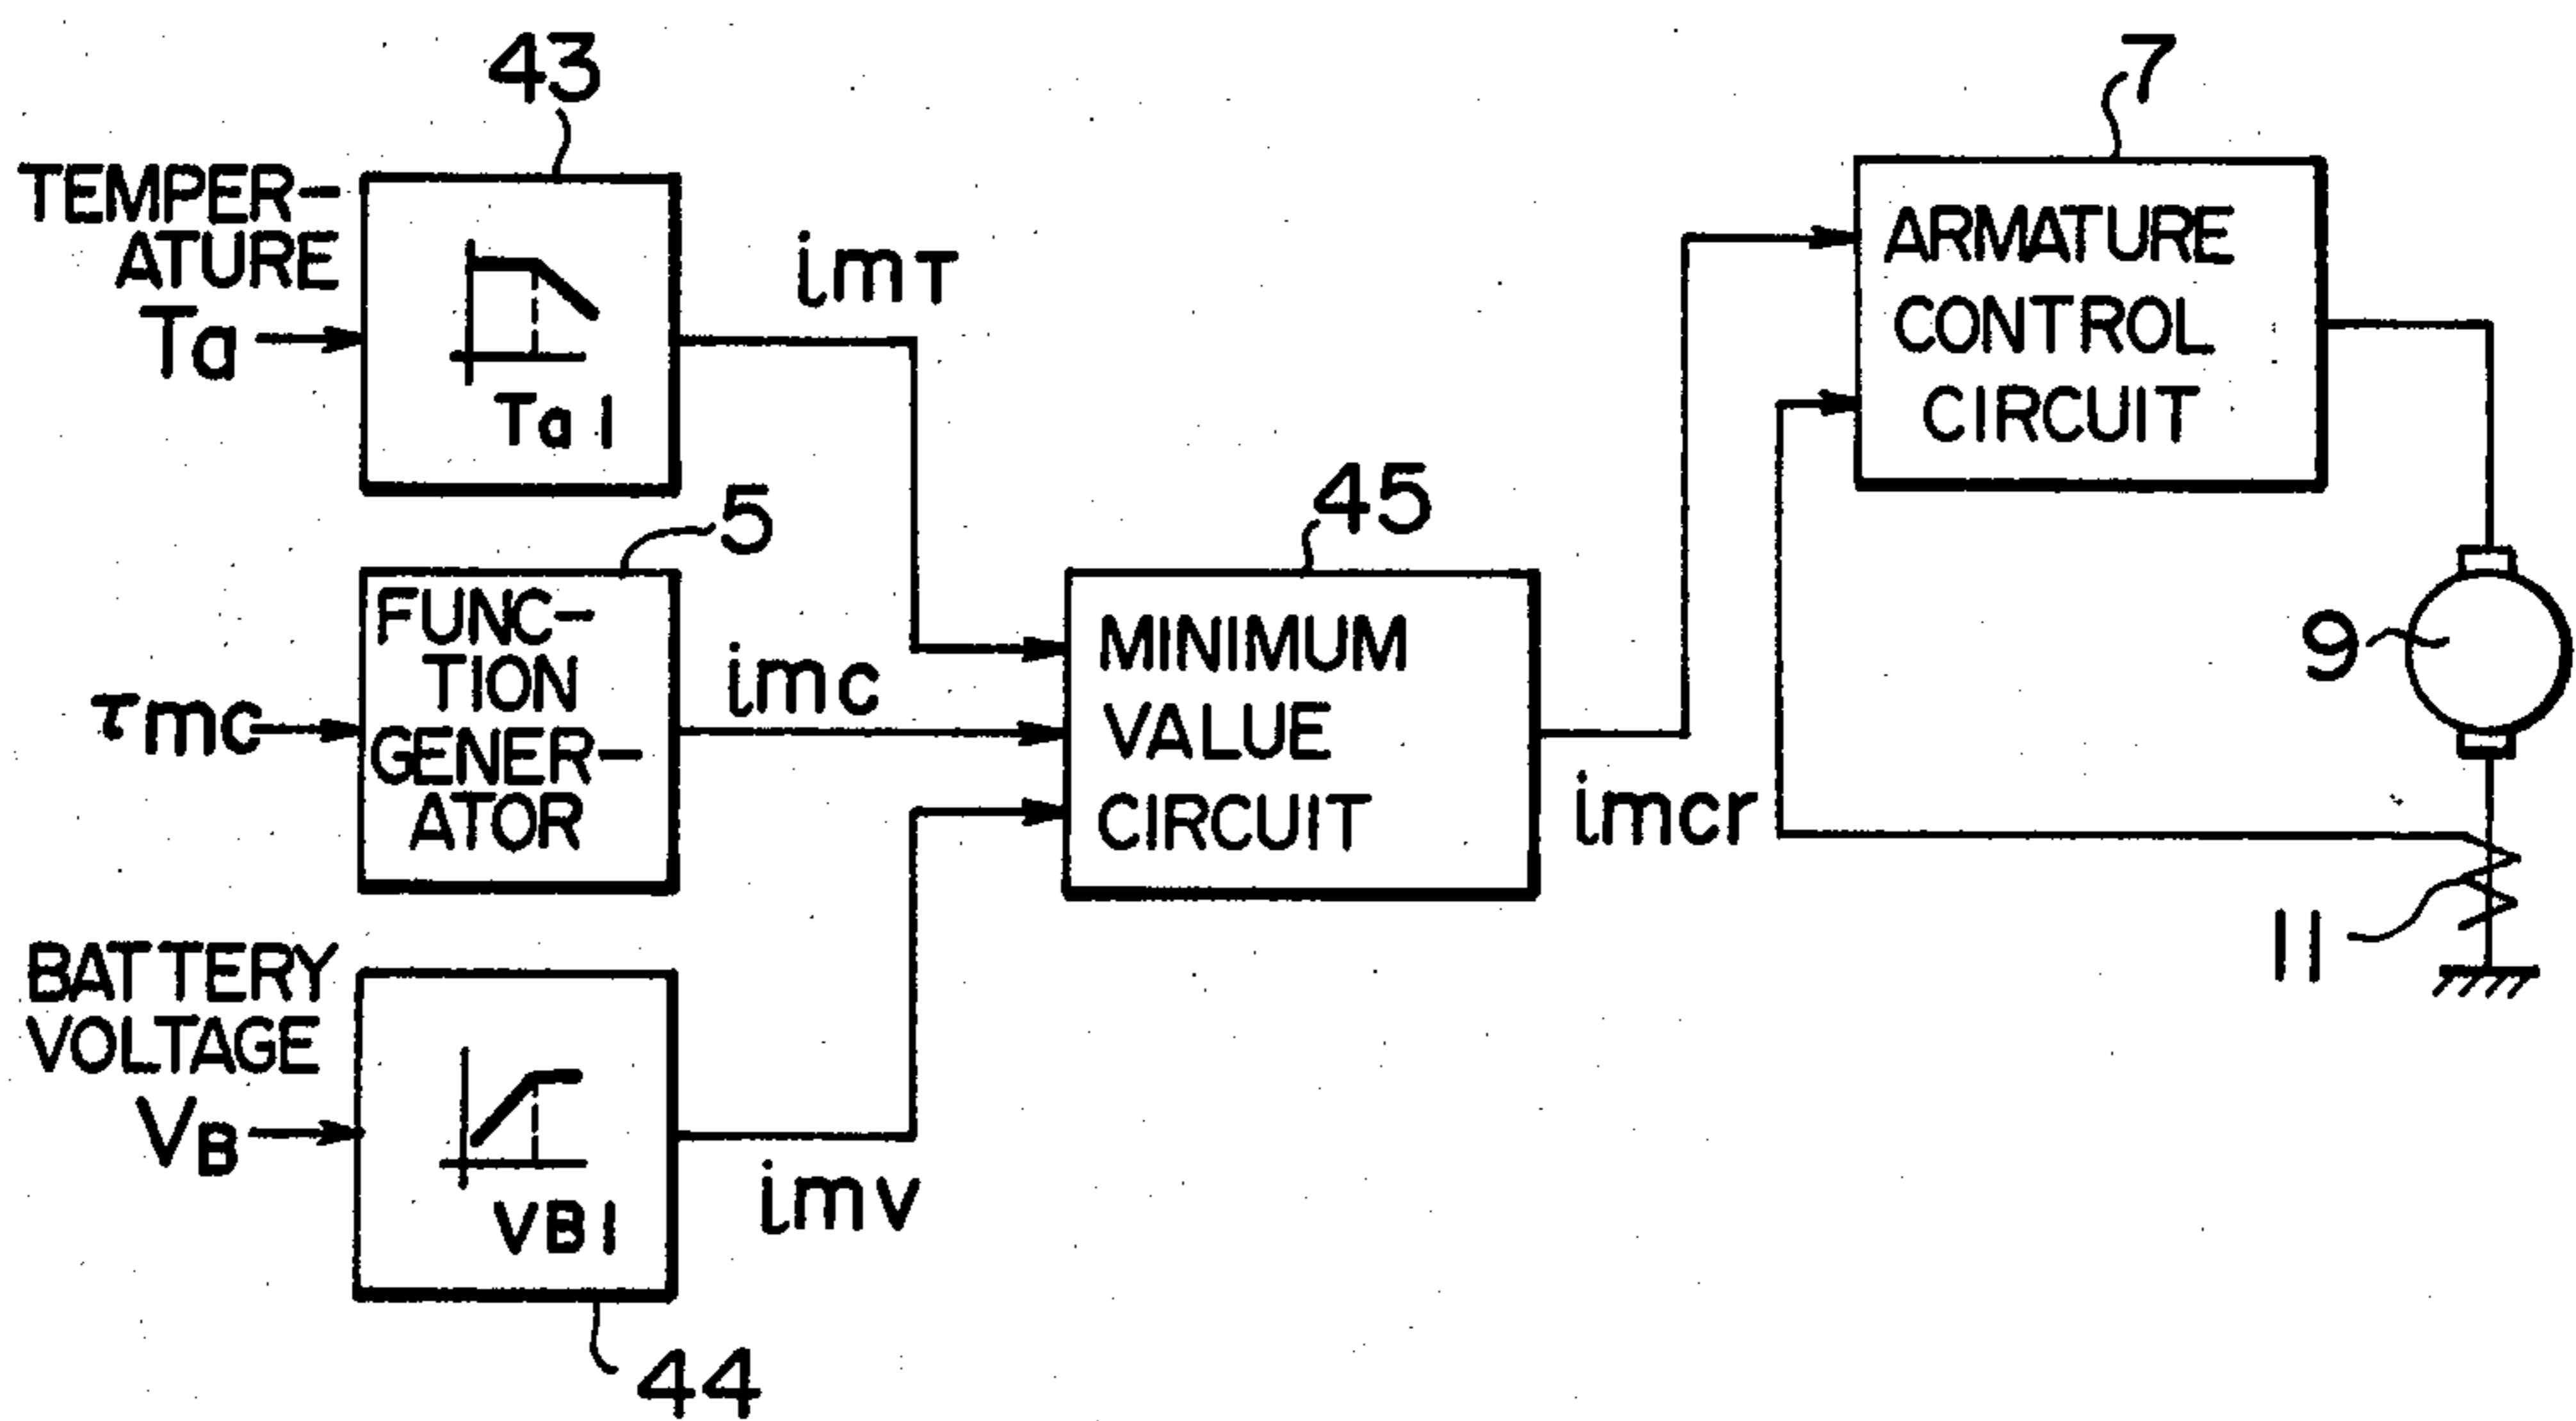 43
TEMPER-
ATURE
Ta
Ta1
imT
5
FUNC-
TION
GENER-
ATOR
τmc
imc
BATTERY
VOLTAGE
VB
VB1
imv
44
45
MINIMUM
VALUE
CIRCUIT
imcr
7
ARMATURE
CONTROL
CIRCUIT
9
11